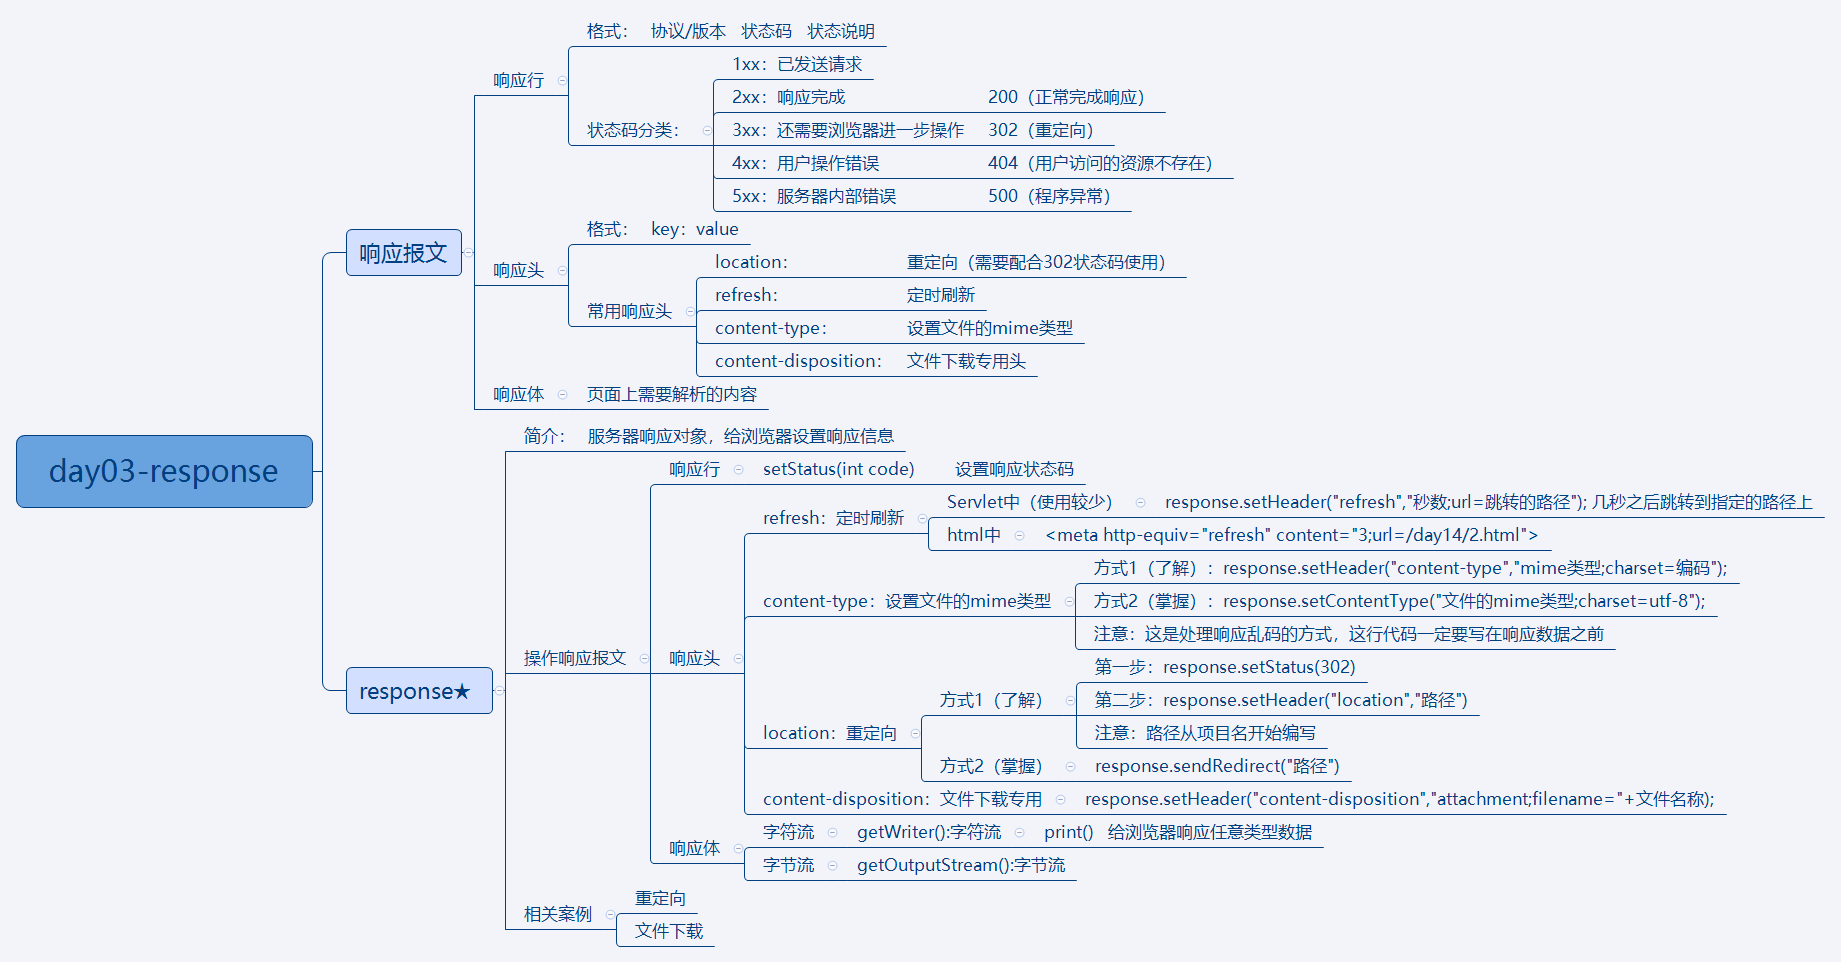 day03-response
响应报文
响应行
格式： 协议/版本 状态码 状态说明
状态码分类：
1xx：已发送请求
2xx：响应完成 200（正常完成响应）
3xx：还需要浏览器进一步操作 302（重定向）
4xx：用户操作错误 404（用户访问的资源不存在）
5xx：服务器内部错误 500（程序异常）
响应头
格式： key：value
常用响应头
location： 重定向（需要配合302状态码使用）
refresh： 定时刷新
content-type： 设置文件的mime类型
content-disposition： 文件下载专用头
响应体
页面上需要解析的内容
response★
简介： 服务器响应对象，给浏览器设置响应信息
操作响应报文
响应行
setStatus(int code) 设置响应状态码
响应头
refresh：定时刷新
Servlet中（使用较少）
response.setHeader("refresh","秒数;url=跳转的路径"); 几秒之后跳转到指定的路径上
html中
<meta http-equiv="refresh" content="3;url=/day14/2.html">
content-type：设置文件的mime类型
方式1（了解）：response.setHeader("content-type","mime类型;charset=编码");
方式2（掌握）：response.setContentType("文件的mime类型;charset=utf-8");
注意：这是处理响应乱码的方式，这行代码一定要写在响应数据之前
location：重定向
方式1（了解）
第一步：response.setStatus(302)
第二步：response.setHeader("location","路径")
注意：路径从项目名开始编写
方式2（掌握）
response.sendRedirect("路径")
content-disposition：文件下载专用
response.setHeader("content-disposition","attachment;filename="+文件名称);
响应体
字符流
getWriter():字符流
print() 给浏览器响应任意类型数据
字节流
getOutputStream():字节流
相关案例
重定向
文件下载